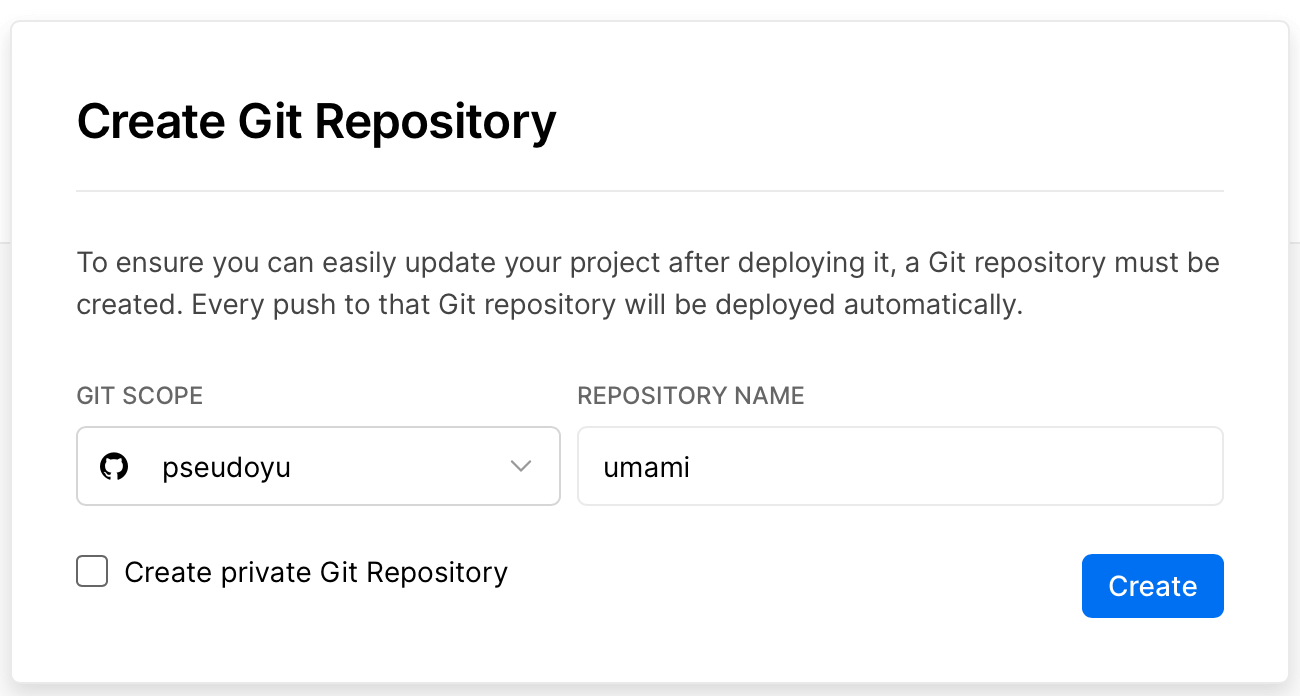 Create Git Repository
To ensure you can easily update your project after deploying it, a Git repository must be
created. Every push to that Git repository will be deployed automatically.
GIT SCOPE
REPOSITORY NAME
pseudoyu
umami
Create private Git Repository
Create